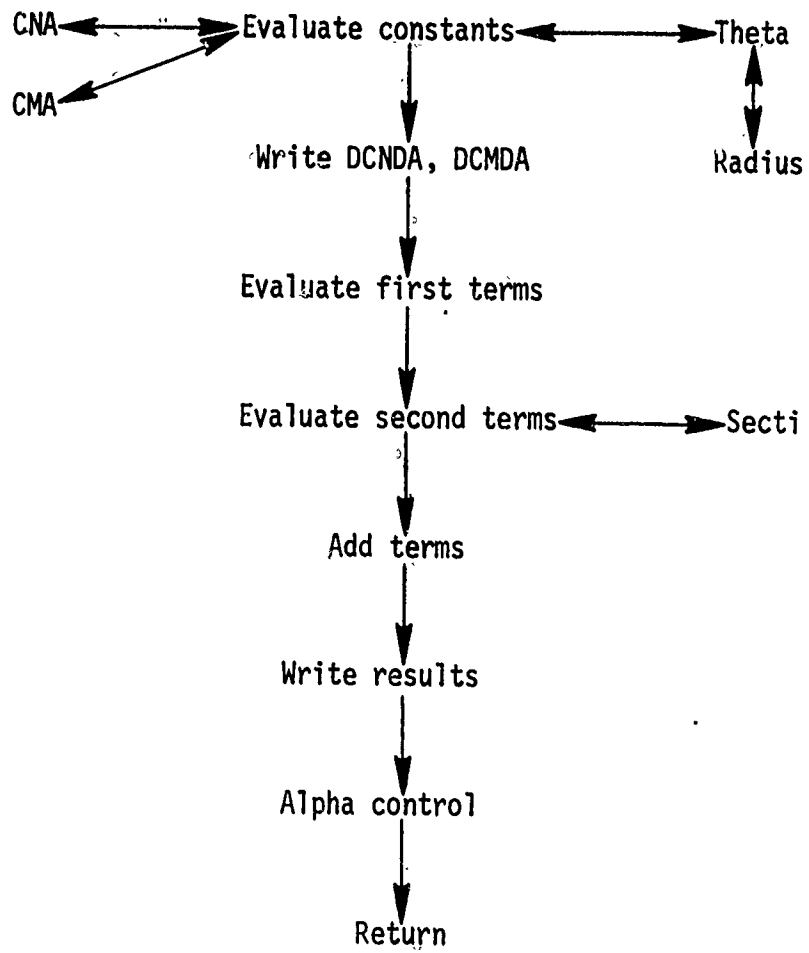 CNA Evaluate constants Theta
CMA
Write DCNDA, DCMDA Radius
Evaluate first terms
Evaluate second terms Secti
Add terms
Write results
Alpha control
Return